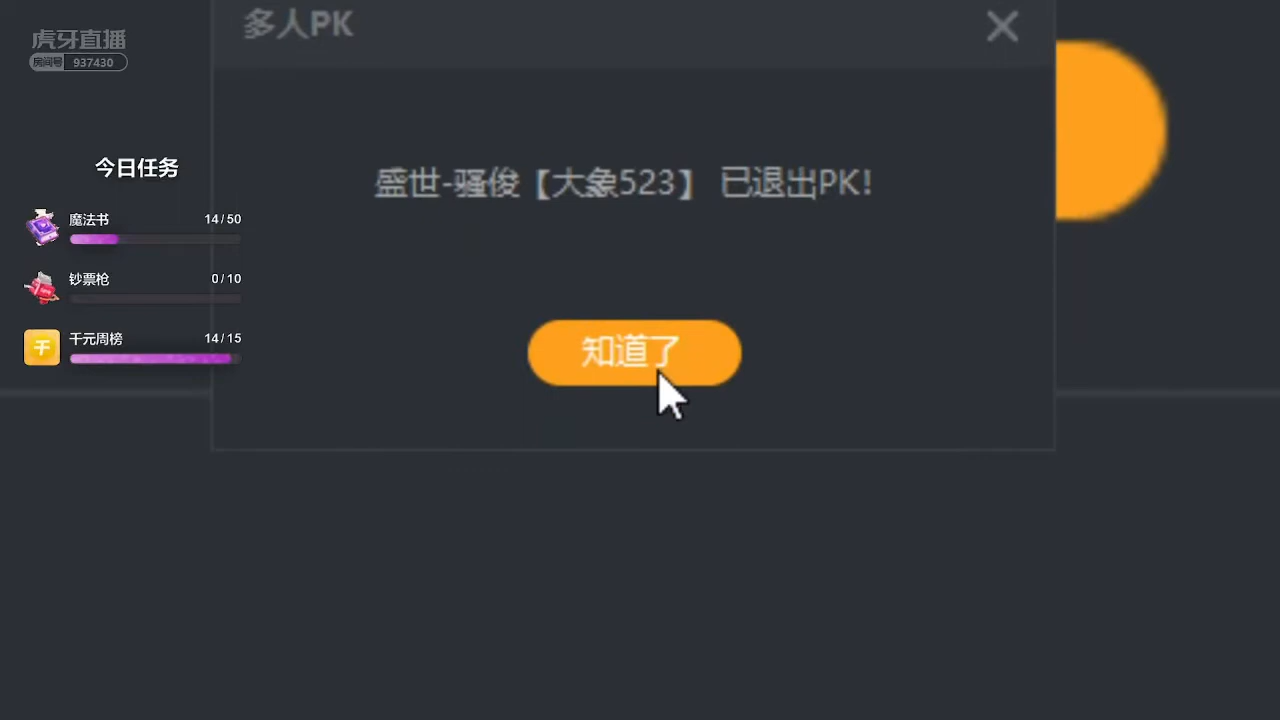 多人PK
虎牙直播
房间号 937430
今日任务
盛世-骚俊【大象523】 已退出PK!
魔法书 14/50
钞票枪 0/10
千 千元周榜 14/15
知道了